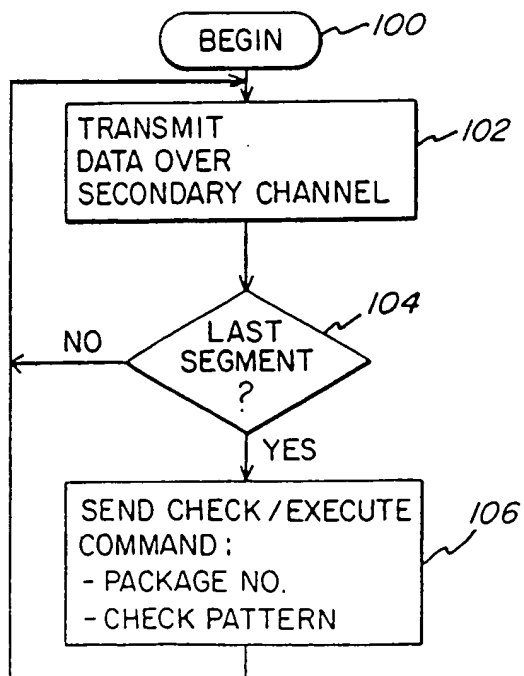 BEGIN
100
TRANSMIT
DATA OVER
SECONDARY CHANNEL
102
LAST
SEGMENT
?
104
NO
YES
SEND CHECK/EXECUTE
COMMAND:
- PACKAGE NO.
- CHECK PATTERN
106